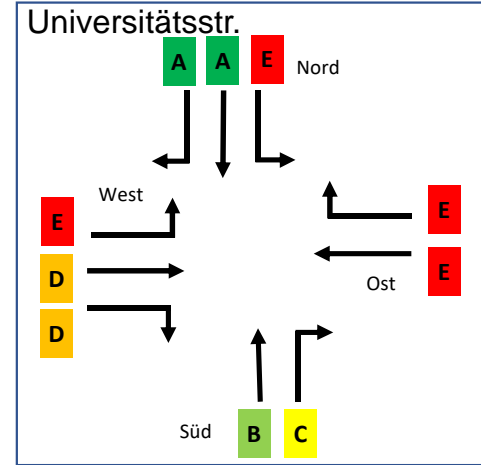 Universitätsstr.
A A E Nord
West
E
E
D
E
Ost
D
Süd B C